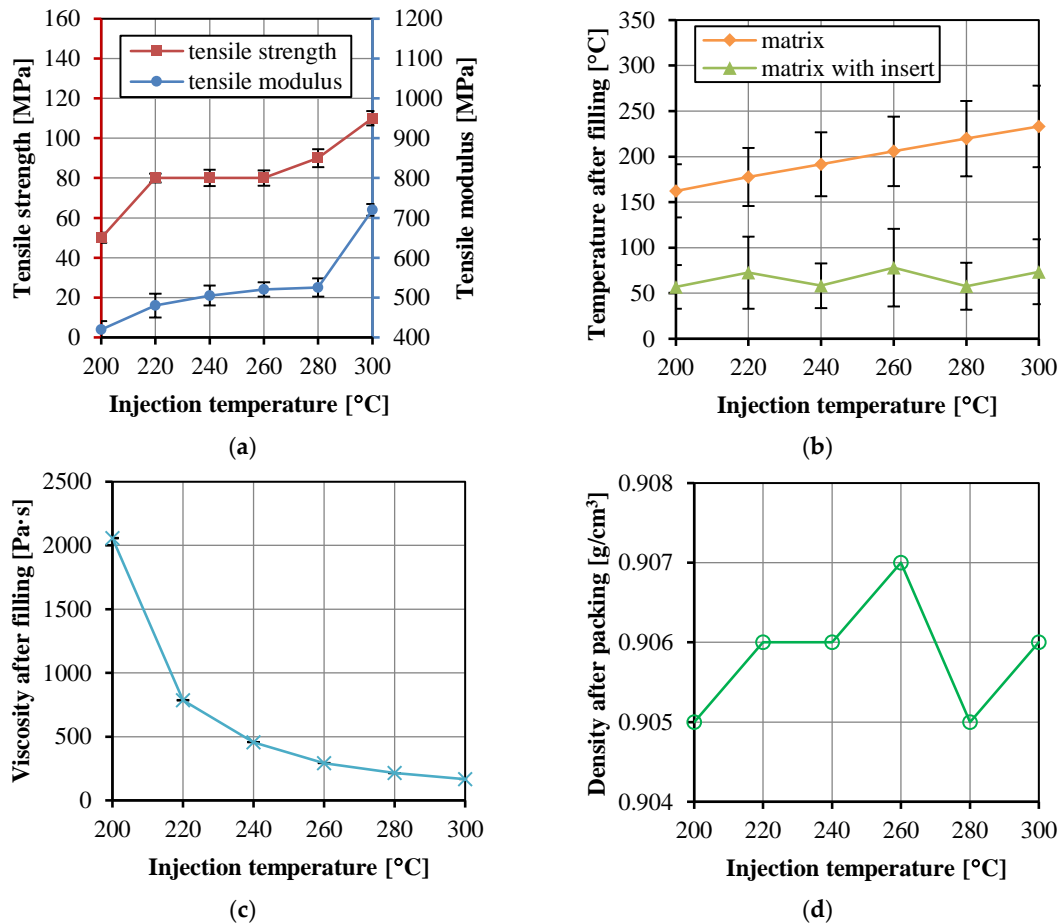 160
140
120
100
80
60
40
20
0
Tensile strength [MPa]
tensile strength
tensile modulus
1200
1100
1000
900
800
700
600
500
400
Tensile modulus [MPa]
200 220 240 260 280 300
Injection temperature [°C]
(a)
350
300
250
200
150
100
50
0
Temperature after filling [°C]
matrix
matrix with insert
200 220 240 260 280 300
Injection temperature [°C]
(b)
2500
2000
1500
1000
500
0
Viscosity after filling [Pa·s]
200 220 240 260 280 300
Injection temperature [°C]
(c)
0.908
0.907
0.906
0.905
0.904
Density after packing [g/cm³]
200 220 240 260 280 300
Injection temperature [°C]
(d)